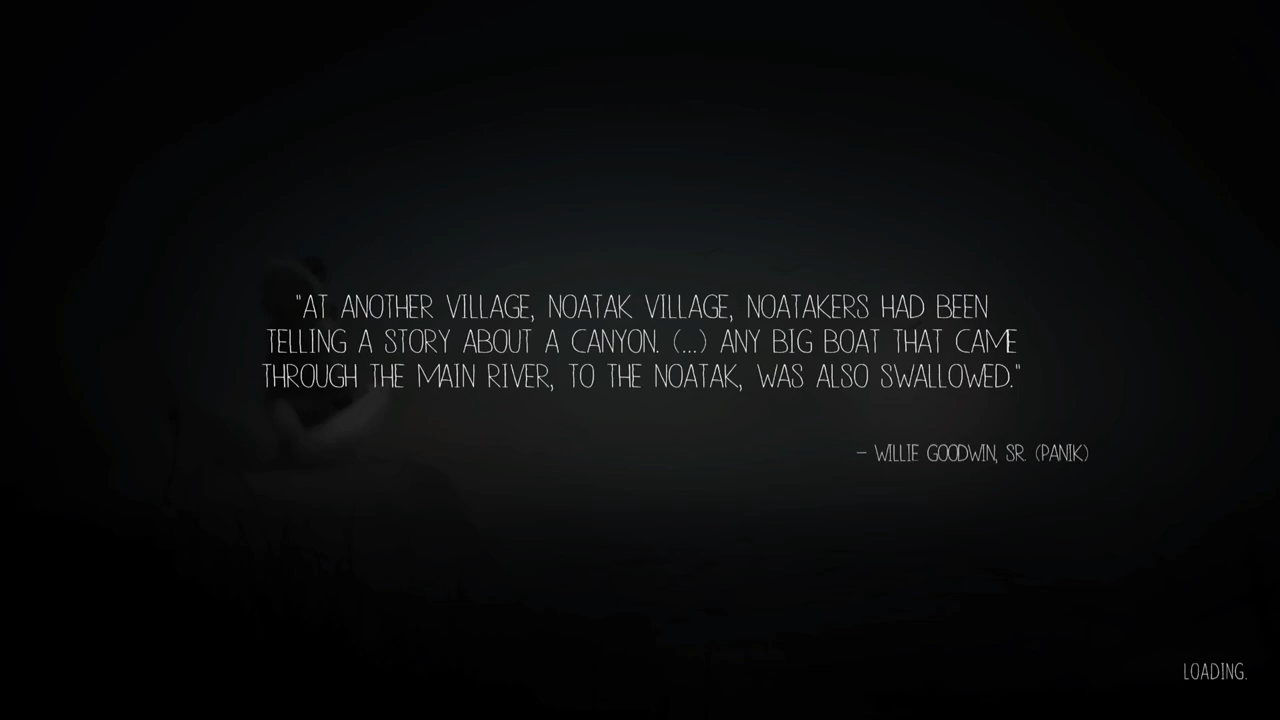 "AT ANOTHER VILLAGE, NOATAK VILLAGE, NOATAKERS HAD BEEN
TELLING A STORY ABOUT A CANYON. (...) ANY BIG BOAT THAT CAME
THROUGH THE MAIN RIVER, TO THE NOATAK, WAS ALSO SWALLOWED."
– WILLIE GOODWIN, SR. (PANIK)
LOADING.